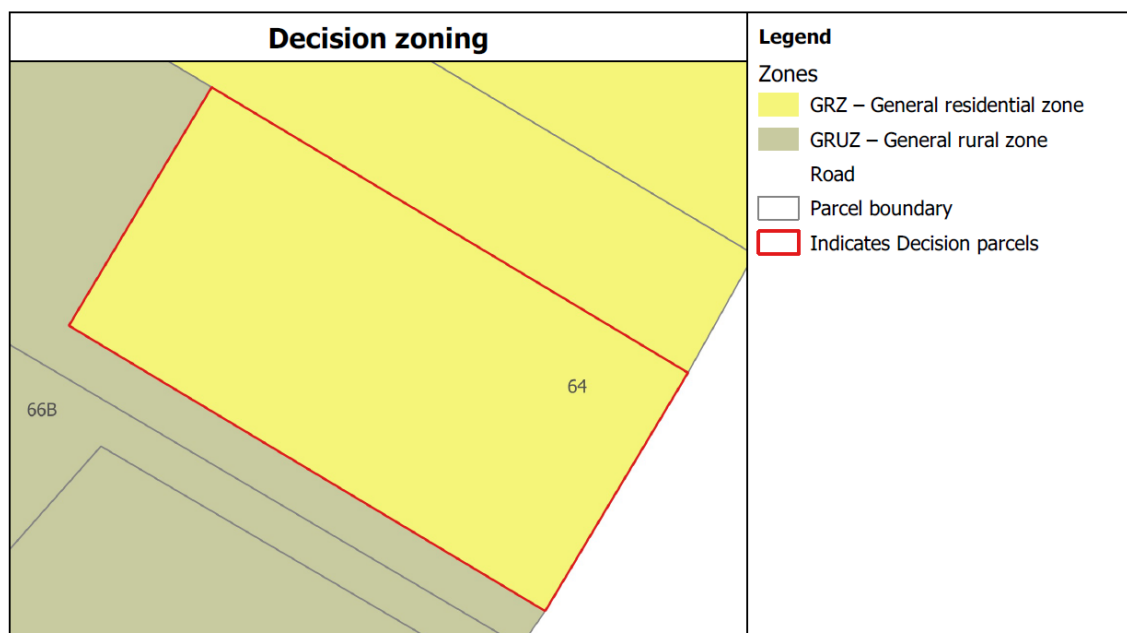 Decision zoning
64
66B
Legend
Zones
GRZ – General residential zone
GRUZ – General rural zone
Road
Parcel boundary
Indicates Decision parcels